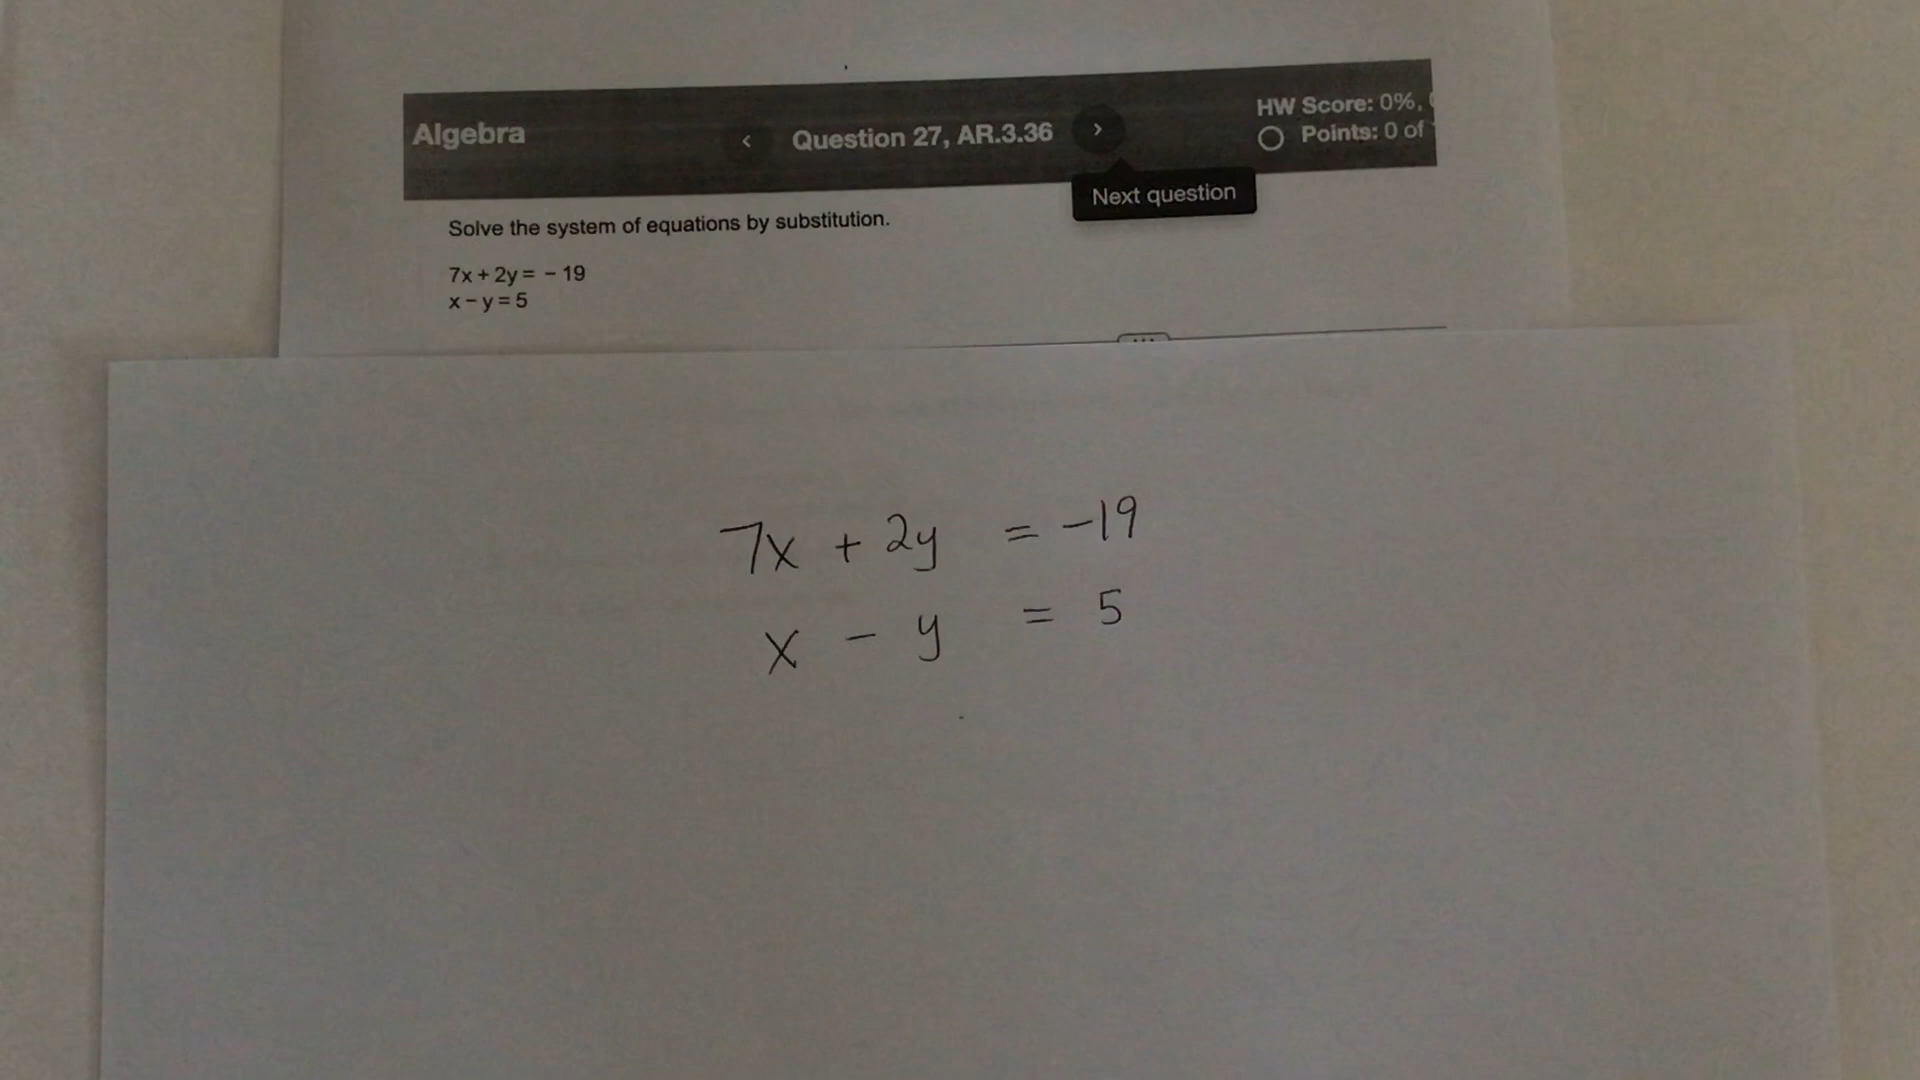 Algebra
< Question 27, AR.3.36 >
HW Score: 0%,
Points: 0 of
Next question
Solve the system of equations by substitution.
7x + 2y = − 19
x − y = 5
...
7x + 2y = -19
x - y = 5